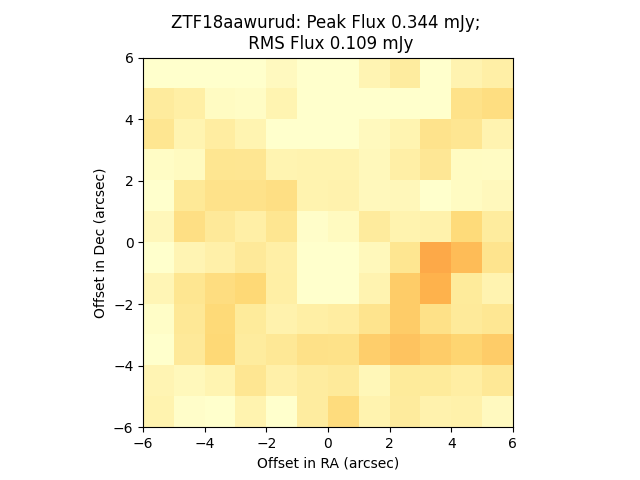 ZTF18aawurud: Peak Flux 0.344 mJy;
RMS Flux 0.109 mJy
6
4
2
0
−2
−4
−6
Offset in Dec (arcsec)
−6 −4 −2 0 2 4 6
Offset in RA (arcsec)